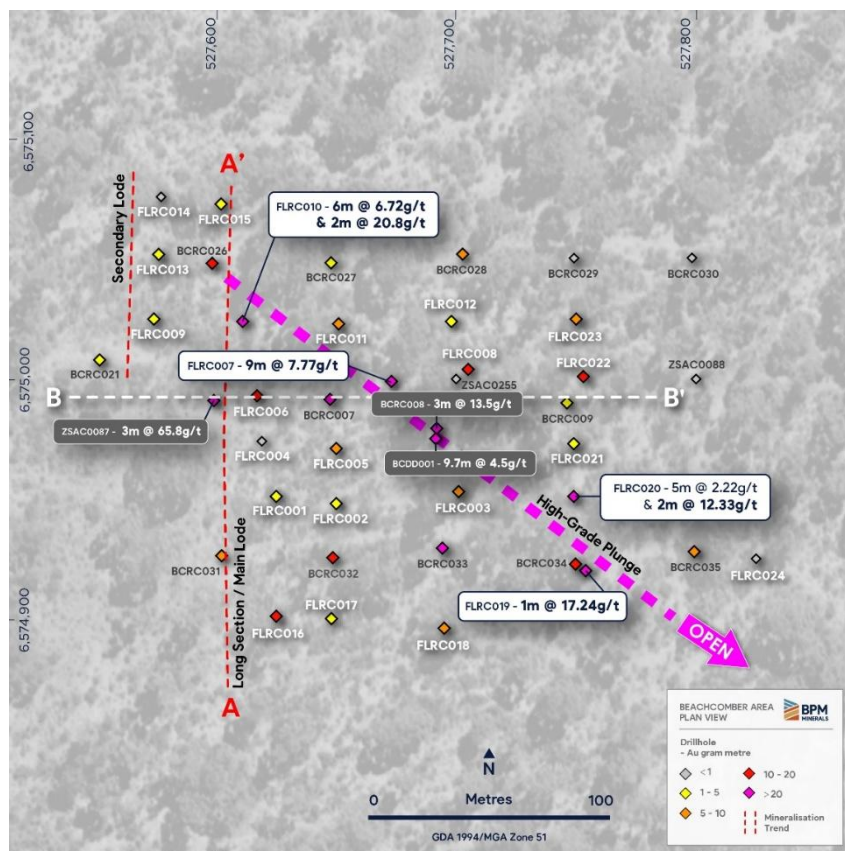 527,600
527,700
527,800
6,575,100
6,575,000
6,574,900
A'
Secondary Lode
FLRC014
FLRC015
FLRC010 - 6m @ 6.72g/t
& 2m @ 20.8g/t
BCRC026
FLRC013
BCRC027
BCRC028
BCRC029
BCRC030
FLRC009
FLRC011
FLRC012
FLRC023
BCRC021
FLRC007 - 9m @ 7.77g/t
FLRC008
ZSAC0255
FLRC022
ZSAC0088
B
B'
FLRC006
BCRC007
BCRC008 - 3m @ 13.5g/t
BCRC009
ZSAC0087 - 3m @ 65.8g/t
FLRC004
FLRC005
BCDD001 - 9.7m @ 4.5g/t
FLRC021
FLRC001
FLRC002
FLRC003
FLRC020 - 5m @ 2.22g/t
& 2m @ 12.33g/t
High-Grade Plunge
BCRC031
BCRC032
BCRC033
BCRC034
BCRC035
FLRC024
FLRC019 - 1m @ 17.24g/t
Long Section / Main Lode
FLRC016
FLRC017
FLRC018
OPEN
A
N
0 Metres 100
GDA 1994/MGA Zone 51
BEACHCOMBER AREA
PLAN VIEW
BPM
MINERALS
Drillhole
- Au gram metre
<1
1 - 5
5 - 10
10 - 20
>20
Mineralisation
Trend